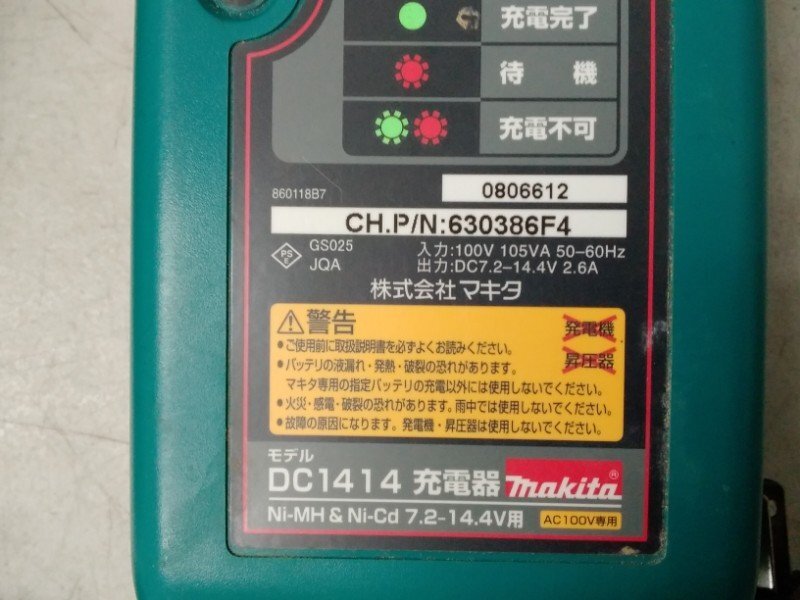 充電完了
待 機
充電不可
860118B7
0806612
CH.P/N:630386F4
PS E
GS025
JQA
入力:100V 105VA 50-60Hz
出力:DC7.2-14.4V 2.6A
株式会社 マキタ
警告
発電機
昇圧器
●ご使用前に取扱説明書を必ずよくお読みください。
●バッテリの液漏れ・発熱・破裂の恐れがあります。
マキタ専用の指定バッテリの充電以外には使用しないでください。
●火災・感電・破裂の恐れがあります。雨中では使用しないでください。
●故障の原因になります。発電機・昇圧器は使用しないでください。
モデル
DC1414 充電器 makita®
Ni-MH & Ni-Cd 7.2-14.4V用
AC100V専用